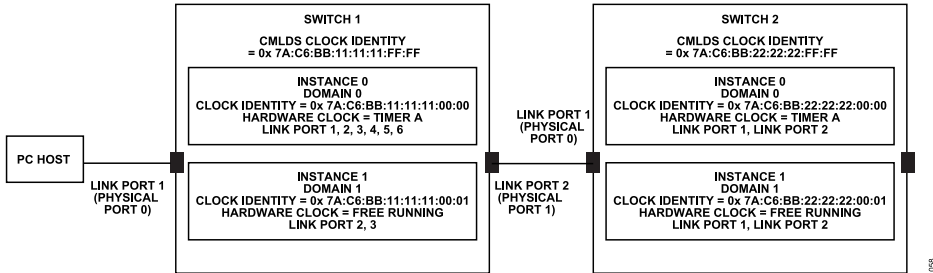 SWITCH 1
CMLDS CLOCK IDENTITY
= 0x 7A:C6:BB:11:11:11:FF:FF
INSTANCE 0
DOMAIN 0
CLOCK IDENTITY = 0x 7A:C6:BB:11:11:11:00:00
HARDWARE CLOCK = TIMER A
LINK PORT 1, 2, 3, 4, 5, 6
PC HOST
LINK PORT 1
(PHYSICAL
PORT 0)
INSTANCE 1
DOMAIN 1
CLOCK IDENTITY = 0x 7A:C6:BB:11:11:11:00:01
HARDWARE CLOCK = FREE RUNNING
LINK PORT 2, 3
LINK PORT 1
(PHYSICAL
PORT 0)
LINK PORT 2
(PHYSICAL
PORT 1)
SWITCH 2
CMLDS CLOCK IDENTITY
= 0x 7A:C6:BB:22:22:22:FF:FF
INSTANCE 0
DOMAIN 0
CLOCK IDENTITY = 0x 7A:C6:BB:22:22:22:00:00
HARDWARE CLOCK = TIMER A
LINK PORT 1, LINK PORT 2
INSTANCE 1
DOMAIN 1
CLOCK IDENTITY = 0x 7A:C6:BB:22:22:22:00:01
HARDWARE CLOCK = FREE RUNNING
LINK PORT 1, LINK PORT 2
058